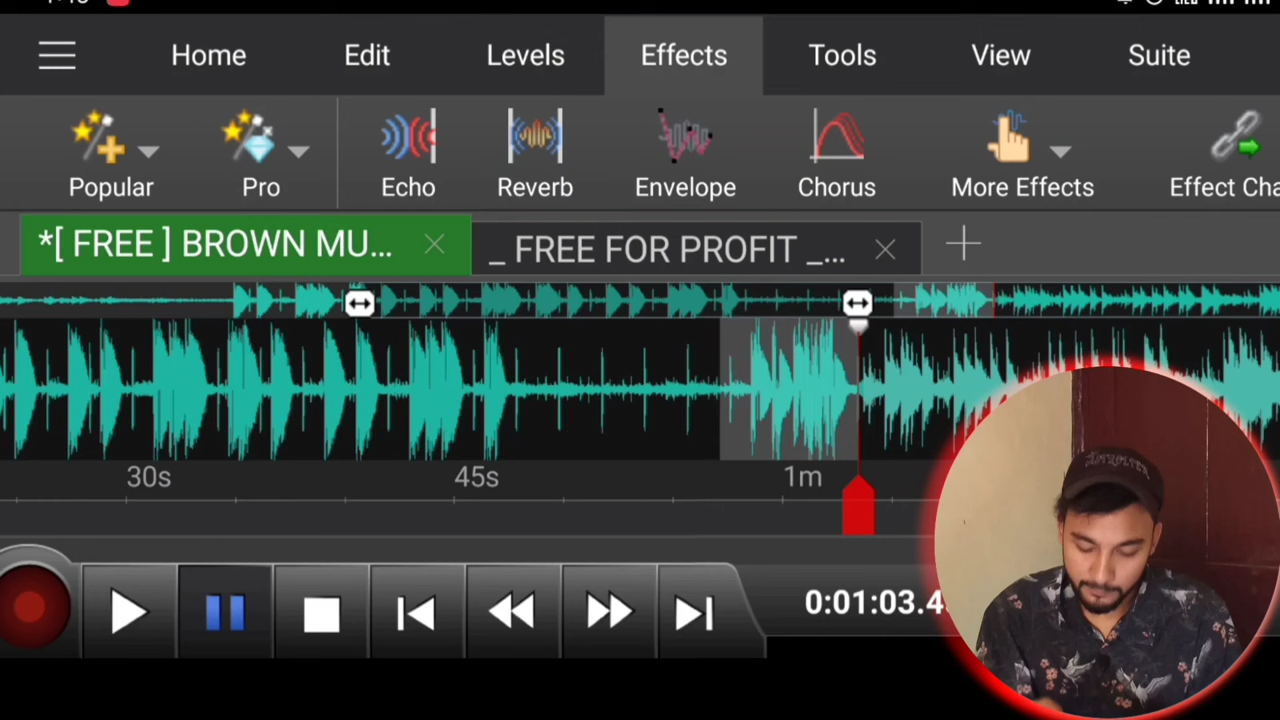 Home Edit Levels Effects Tools View Suite
Popular Pro Echo Reverb Envelope Chorus More Effects Effect
*[ FREE ] BROWN MU... _ FREE FOR PROFIT _...
30s 45s 1m
0:01:03.4